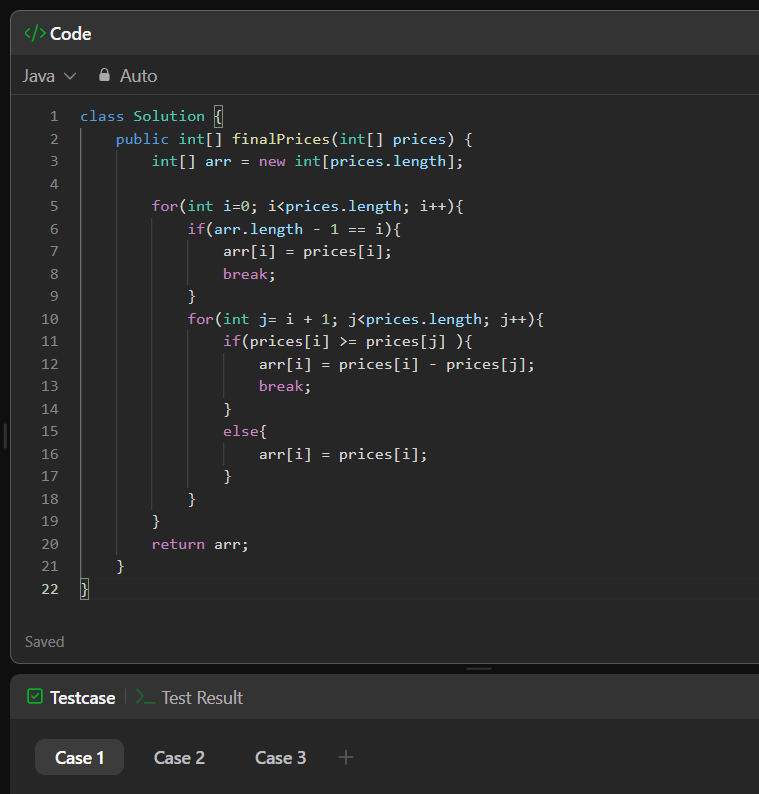 </> Code
Java Auto
1 class Solution {
2     public int[] finalPrices(int[] prices) {
3         int[] arr = new int[prices.length];
4
5         for(int i=0; i<prices.length; i++){
6             if(arr.length - 1 == i){
7                 arr[i] = prices[i];
8                 break;
9             }
10             for(int j= i + 1; j<prices.length; j++){
11                 if(prices[i] >= prices[j] ){
12                     arr[i] = prices[i] - prices[j];
13                     break;
14                 }
15                 else{
16                     arr[i] = prices[i];
17                 }
18             }
19         }
20         return arr;
21     }
22 }
Saved
Testcase | >_ Test Result
Case 1 Case 2 Case 3 +